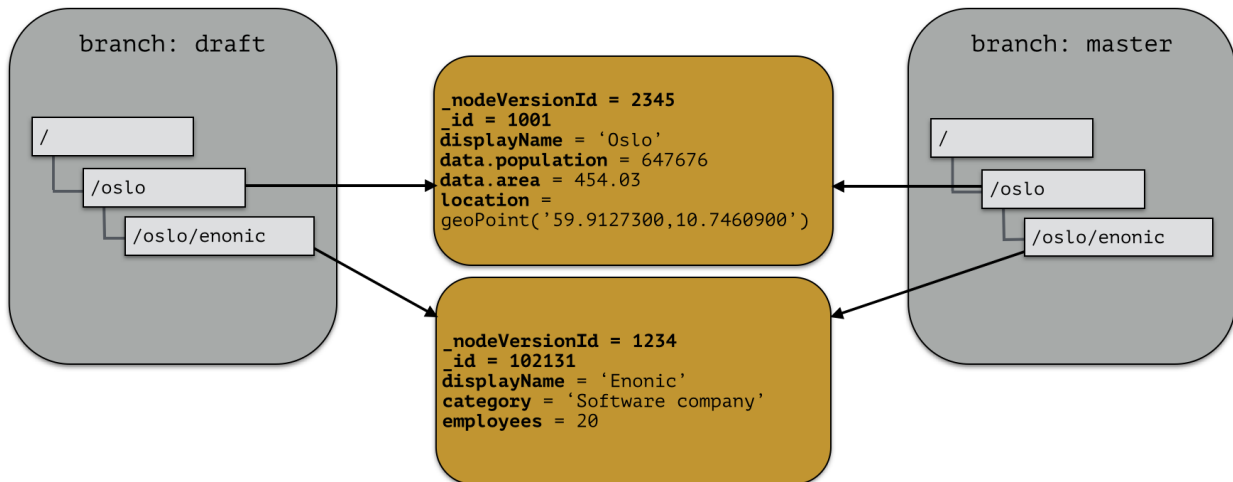 branch: draft
/
/oslo
/oslo/enonic
_nodeVersionId = 2345
_id = 1001
displayName = ‘Oslo’
data.population = 647676
data.area = 454.03
location =
geoPoint(’59.9127300,10.7460900’)
_nodeVersionId = 1234
_id = 102131
displayName = ‘Enonic’
category = ‘Software company’
employees = 20
branch: master
/
/oslo
/oslo/enonic